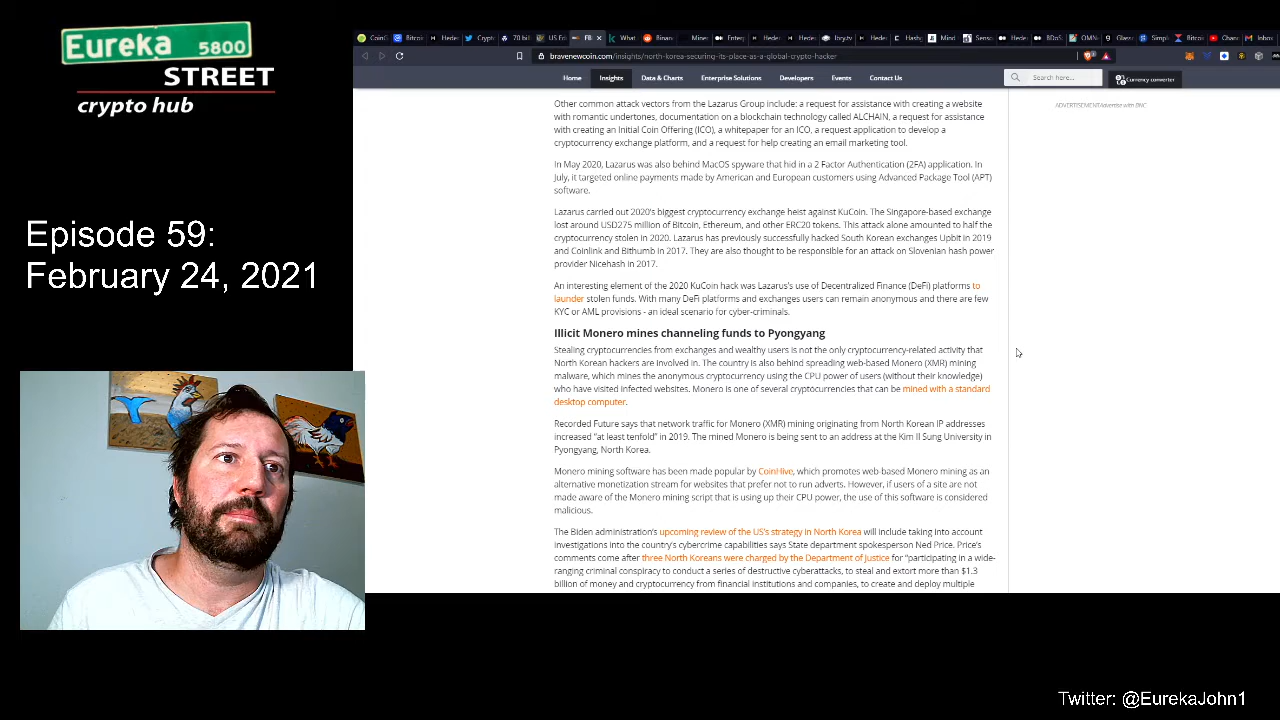 Eureka 5800
STREET
crypto hub
Episode 59:
February 24, 2021
bravenewcoin.com/insights/north-korea-securing-its-place-as-a-global-crypto-hacker
Home Insights Data & Charts Enterprise Solutions Developers Events Contact Us
Search here...
Currency converter
ADVERTISEMENT Advertise with BNC
Other common attack vectors from the Lazarus Group include: a request for assistance with creating a website
with romantic undertones, documentation on a blockchain technology called ALCHAIN, a request for assistance
with creating an Initial Coin Offering (ICO), a whitepaper for an ICO, a request application to develop a
cryptocurrency exchange platform, and a request for help creating an email marketing tool.
In May 2020, Lazarus was also behind MacOS spyware that hid in a 2 Factor Authentication (2FA) application. In
July, it targeted online payments made by American and European customers using Advanced Package Tool (APT)
software.
Lazarus carried out 2020's biggest cryptocurrency exchange heist against KuCoin. The Singapore-based exchange
lost around USD275 million of Bitcoin, Ethereum, and other ERC20 tokens. This attack alone amounted to half the
cryptocurrency stolen in 2020. Lazarus has previously successfully hacked South Korean exchanges Upbit in 2019
and Coinlink and Bithumb in 2017. They are also thought to be responsible for an attack on Slovenian hash power
provider Nicehash in 2017.
An interesting element of the 2020 KuCoin hack was Lazarus's use of Decentralized Finance (DeFi) platforms to
launder stolen funds. With many DeFi platforms and exchanges users can remain anonymous and there are few
KYC or AML provisions - an ideal scenario for cyber-criminals.
Illicit Monero mines channeling funds to Pyongyang
Stealing cryptocurrencies from exchanges and wealthy users is not the only cryptocurrency-related activity that
North Korean hackers are involved in. The country is also behind spreading web-based Monero (XMR) mining
malware, which mines the anonymous cryptocurrency using the CPU power of users (without their knowledge)
who have visited infected websites. Monero is one of several cryptocurrencies that can be mined with a standard
desktop computer.
Recorded Future says that network traffic for Monero (XMR) mining originating from North Korean IP addresses
increased "at least tenfold" in 2019. The mined Monero is being sent to an address at the Kim Il Sung University in
Pyongyang, North Korea.
Monero mining software has been made popular by CoinHive, which promotes web-based Monero mining as an
alternative monetization stream for websites that prefer not to run adverts. However, if users of a site are not
made aware of the Monero mining script that is using up their CPU power, the use of this software is considered
malicious.
The Biden administration's upcoming review of the US's strategy in North Korea will include taking into account
investigations into the country's cybercrime capabilities says State department spokesperson Ned Price. Price's
comments come after three North Koreans were charged by the Department of Justice for "participating in a wide-
ranging criminal conspiracy to conduct a series of destructive cyberattacks, to steal and extort more than $1.3
billion of money and cryptocurrency from financial institutions and companies, to create and deploy multiple
Twitter: @EurekaJohn1